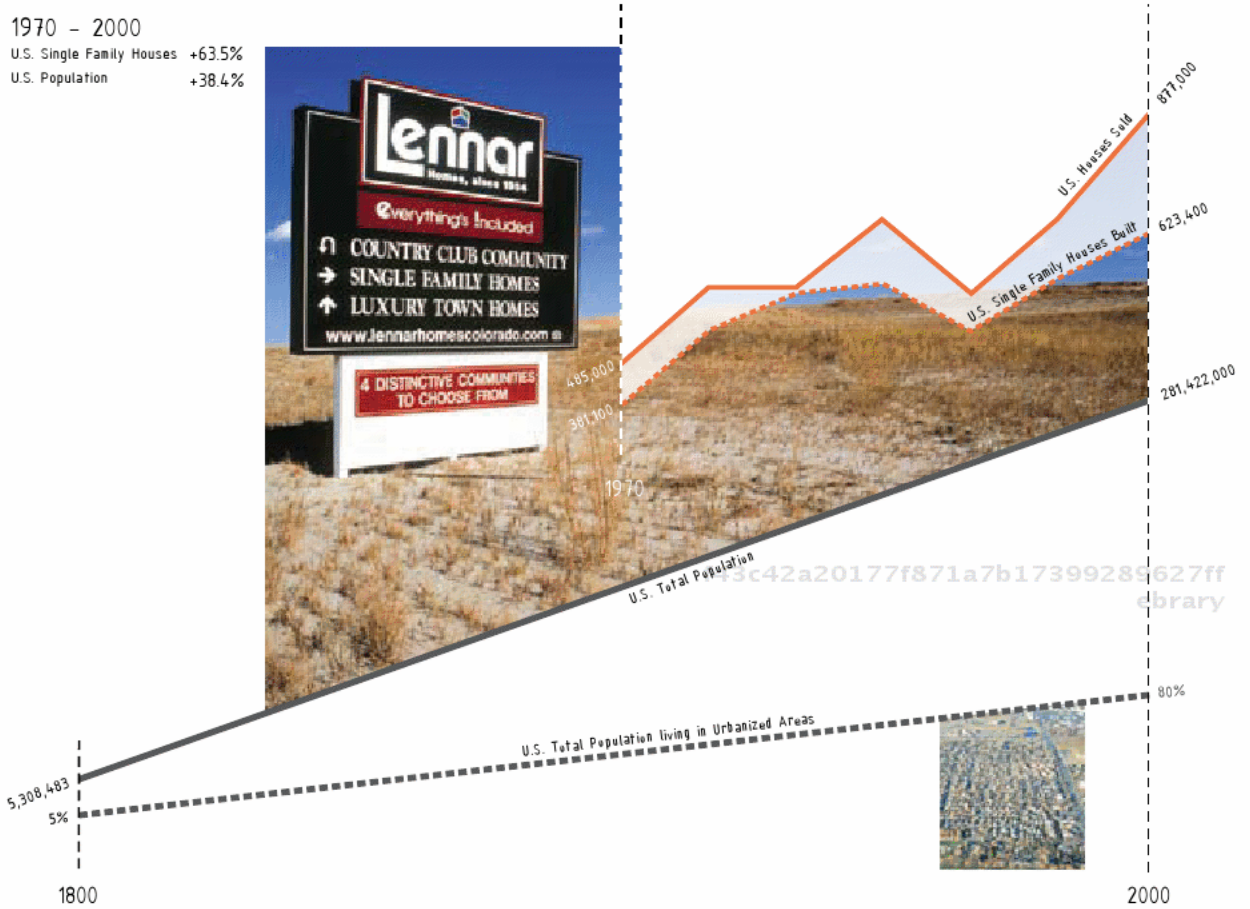 1970 - 2000
U.S. Single Family Houses +63.5%
U.S. Population +38.4%
Lennar
Homes, since 1954
Everything's Included
COUNTRY CLUB COMMUNITY
SINGLE FAMILY HOMES
LUXURY TOWN HOMES
www.lennarhomescolorado.com
4 DISTINCTIVE COMMUNITIES
TO CHOOSE FROM
877,000
U.S. Houses Sold
623,400
U.S. Single Family Houses Built
485,000
381,100
281,422,000
1970
U.S. Total Population
43c42a20177f871a7b17399289627ff
ebrary
80%
U.S. Total Population living in Urbanized Areas
5,308,483
5%
1800
2000